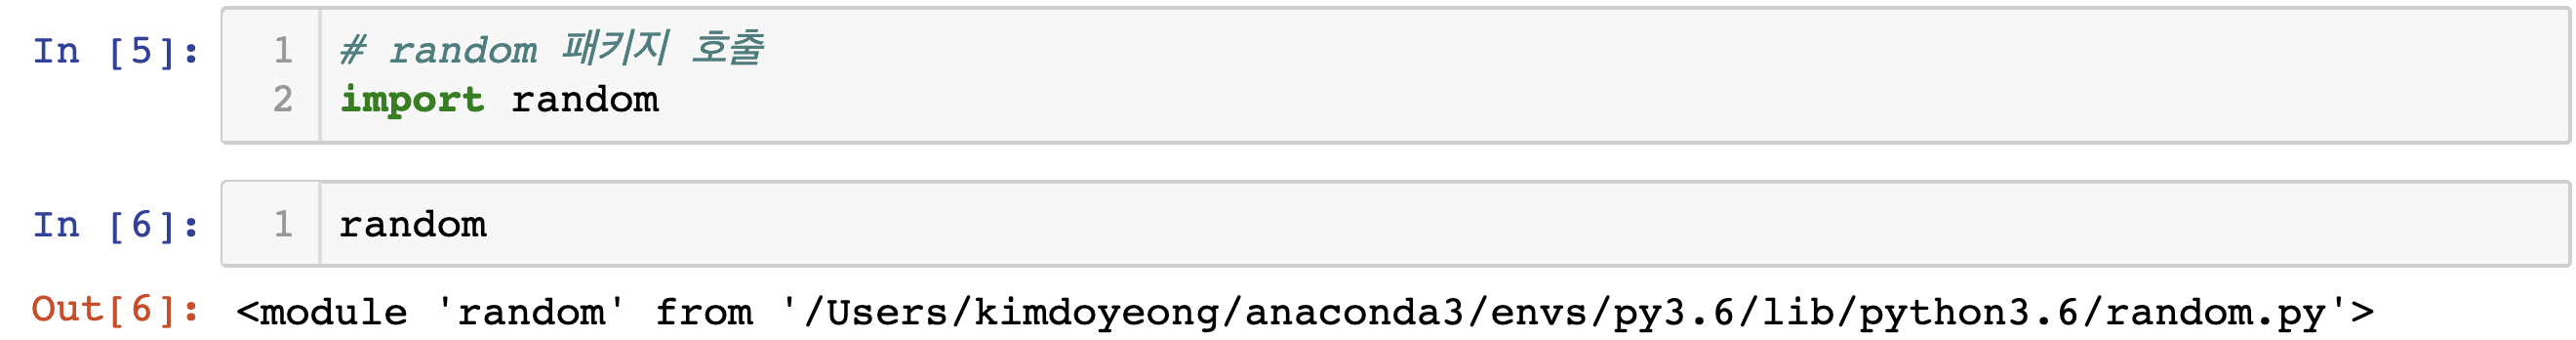 In [5]: 1 # random 패키지 호출
2 import random
In [6]: 1 random
Out[6]: <module 'random' from '/Users/kimdoyeong/anaconda3/envs/py3.6/lib/python3.6/random.py'>